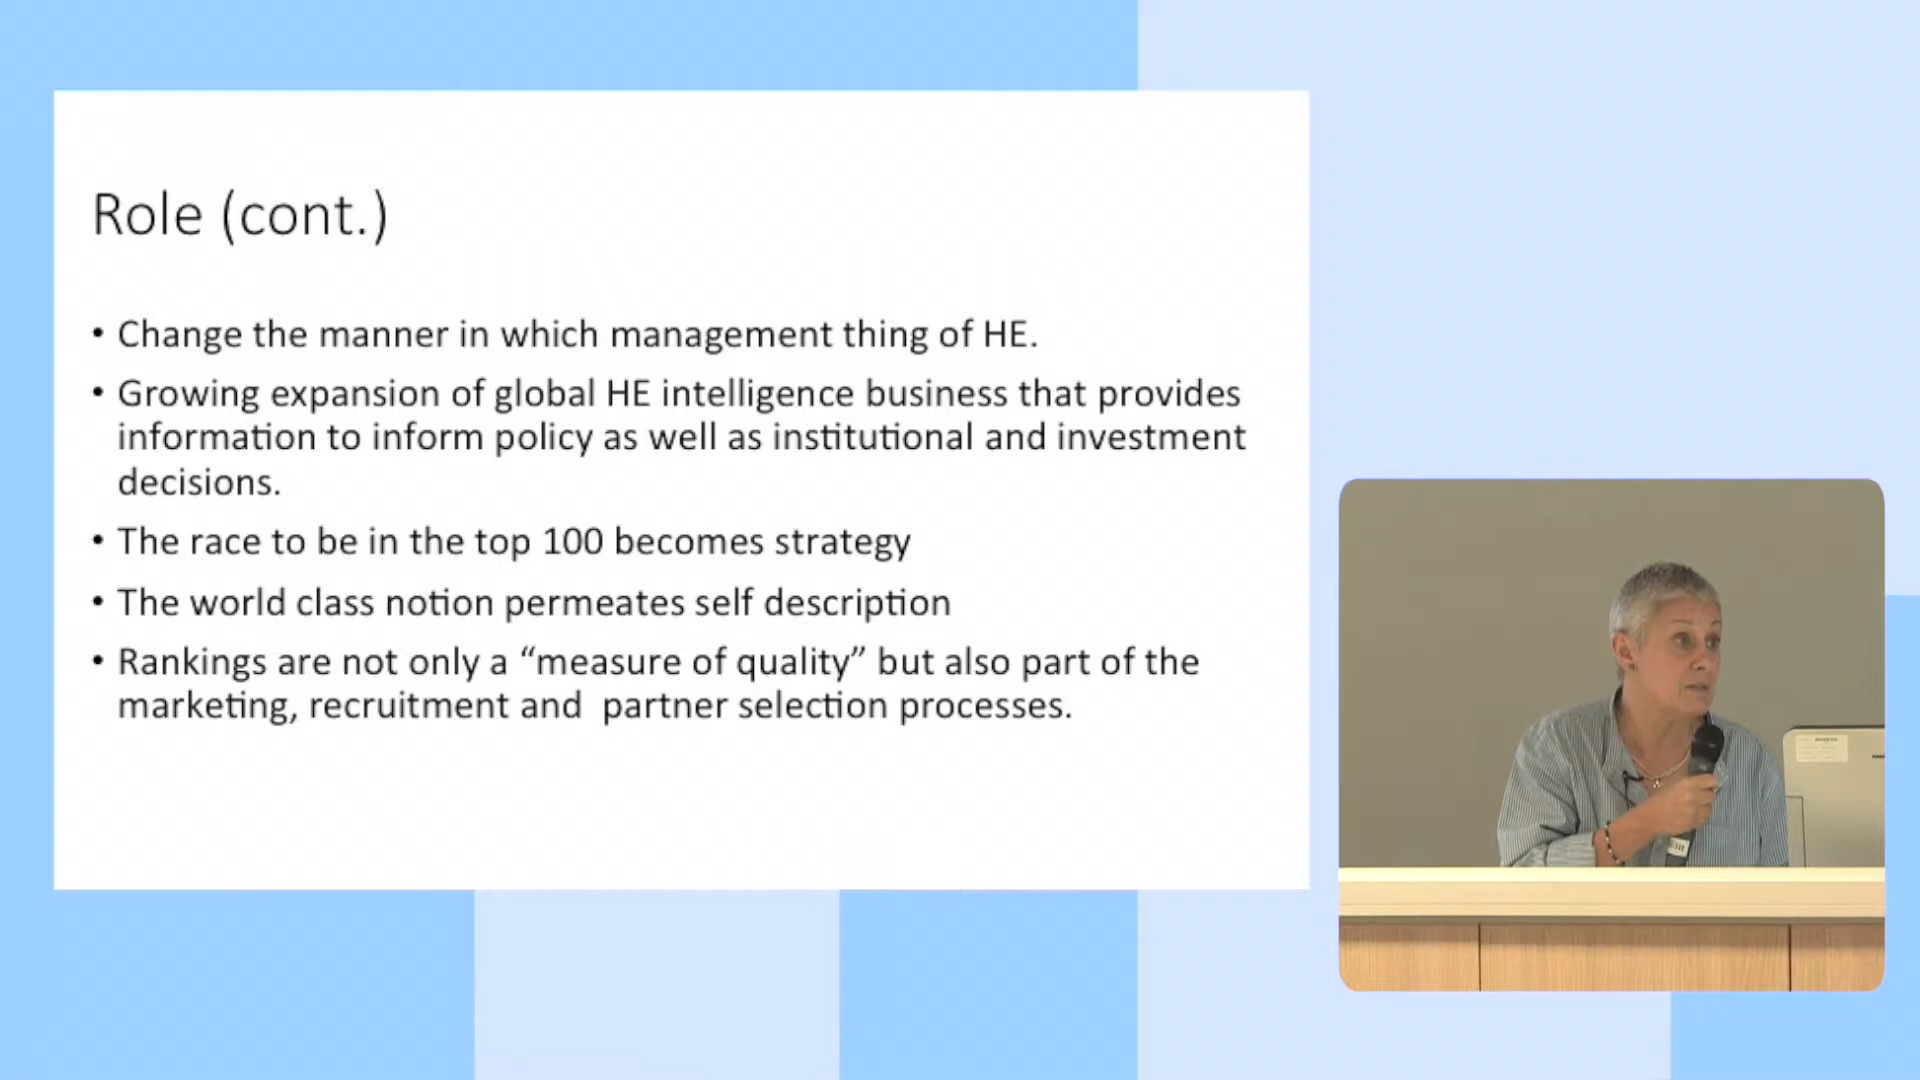 Role (cont.)
• Change the manner in which management thing of HE.
• Growing expansion of global HE intelligence business that provides
information to inform policy as well as institutional and investment
decisions.
• The race to be in the top 100 becomes strategy
• The world class notion permeates self description
• Rankings are not only a “measure of quality” but also part of the
marketing, recruitment and  partner selection processes.